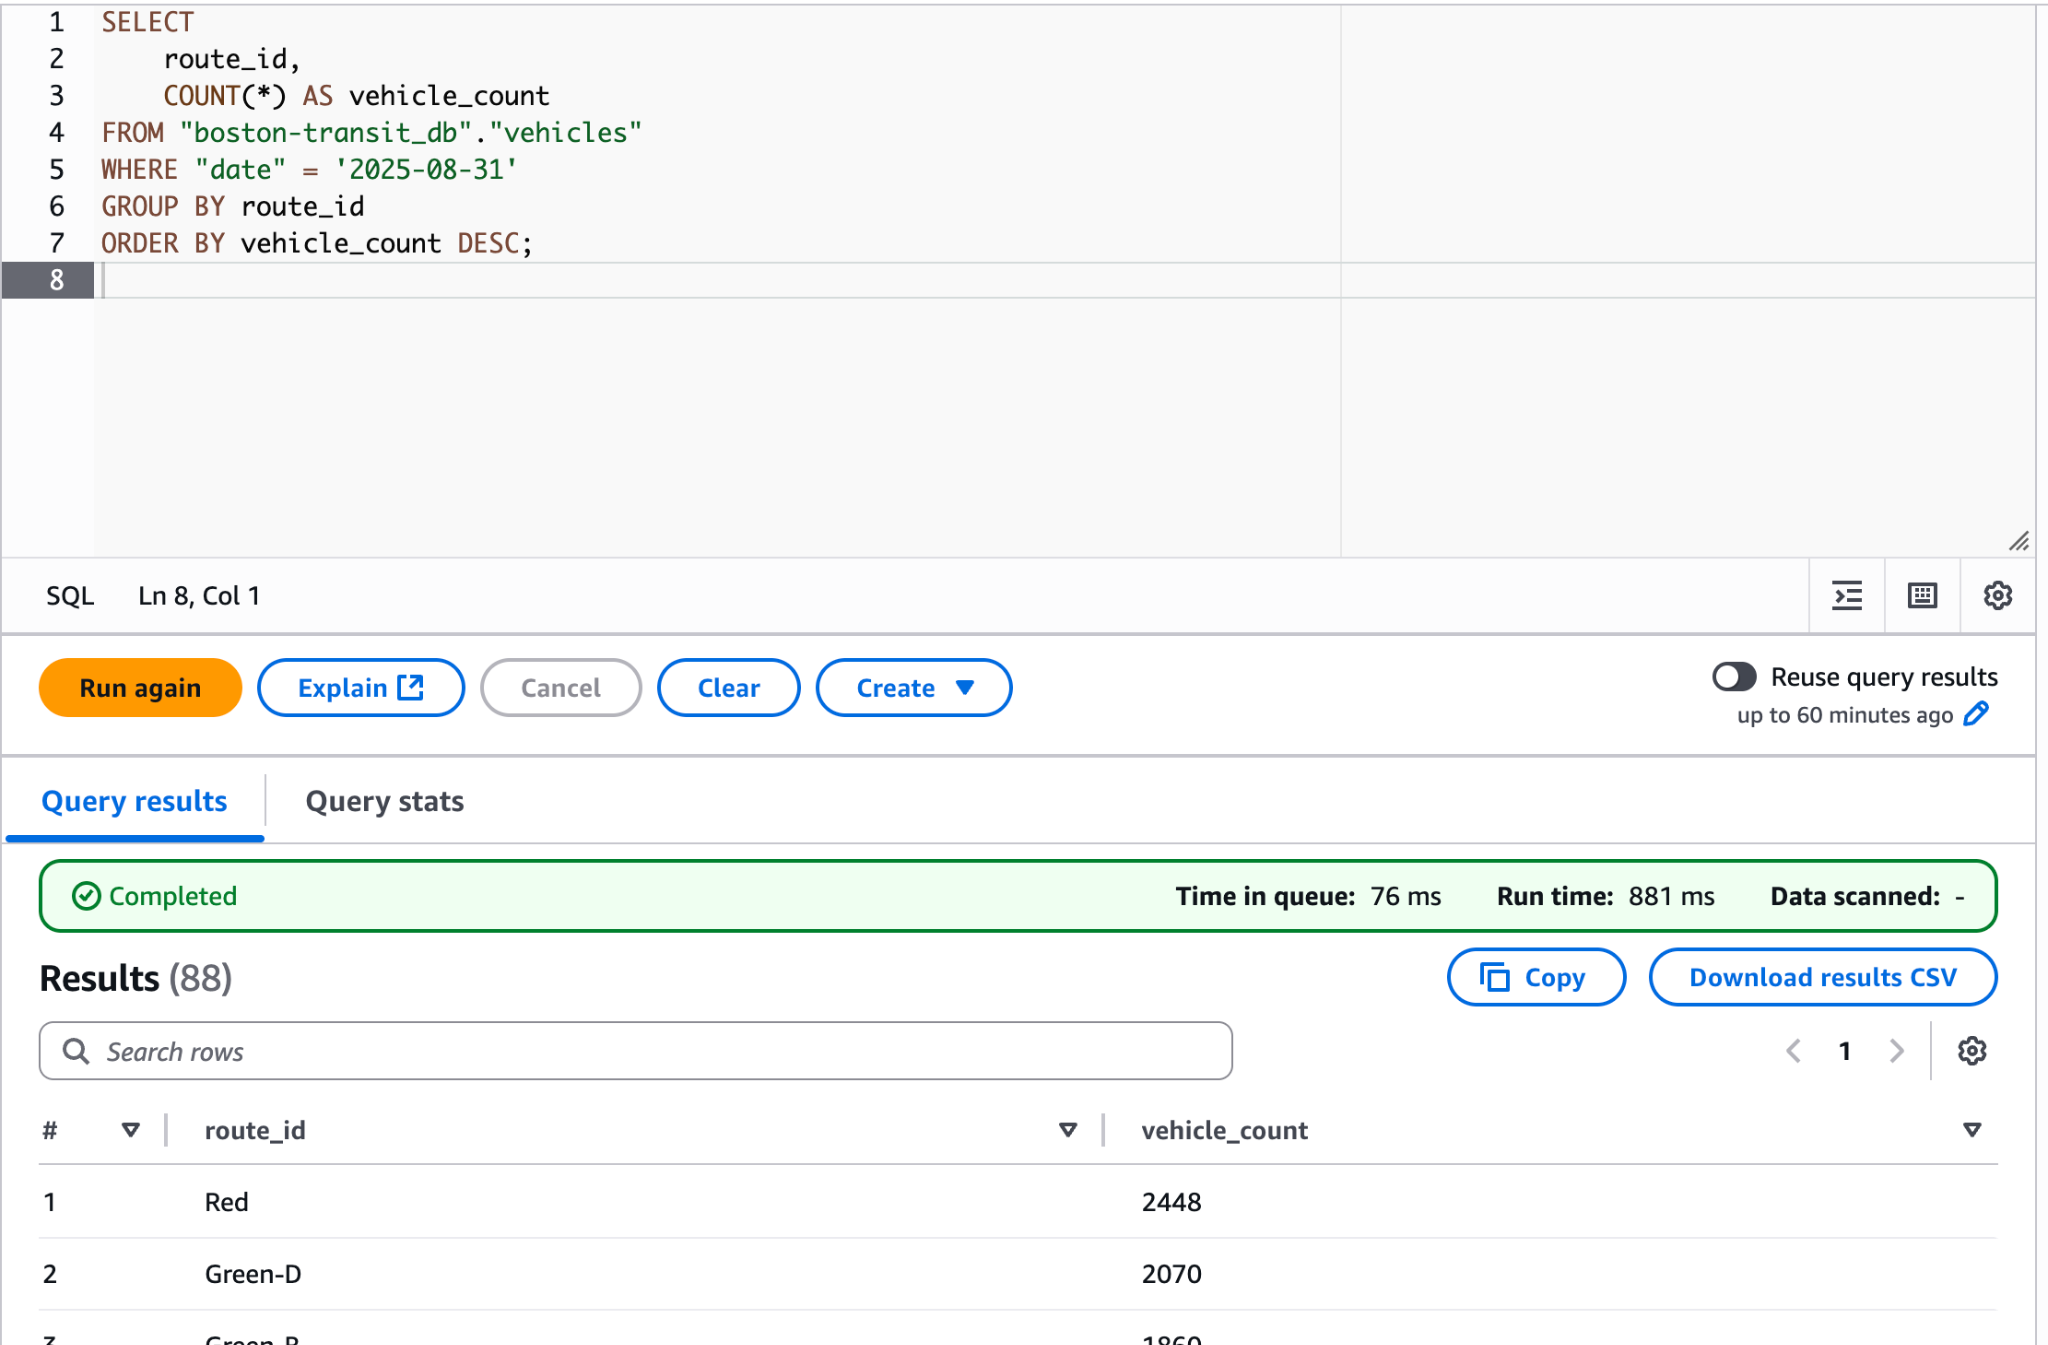 1 SELECT
2     route_id,
3     COUNT(*) AS vehicle_count
4 FROM "boston-transit_db"."vehicles"
5 WHERE "date" = '2025-08-31'
6 GROUP BY route_id
7 ORDER BY vehicle_count DESC;
8
SQL Ln 8, Col 1
Run again Explain Cancel Clear Create Reuse query results
up to 60 minutes ago
Query results Query stats
Completed Time in queue: 76 ms Run time: 881 ms Data scanned: -
Results (88) Copy Download results CSV
Search rows 1
# route_id vehicle_count
1 Red 2448
2 Green-D 2070